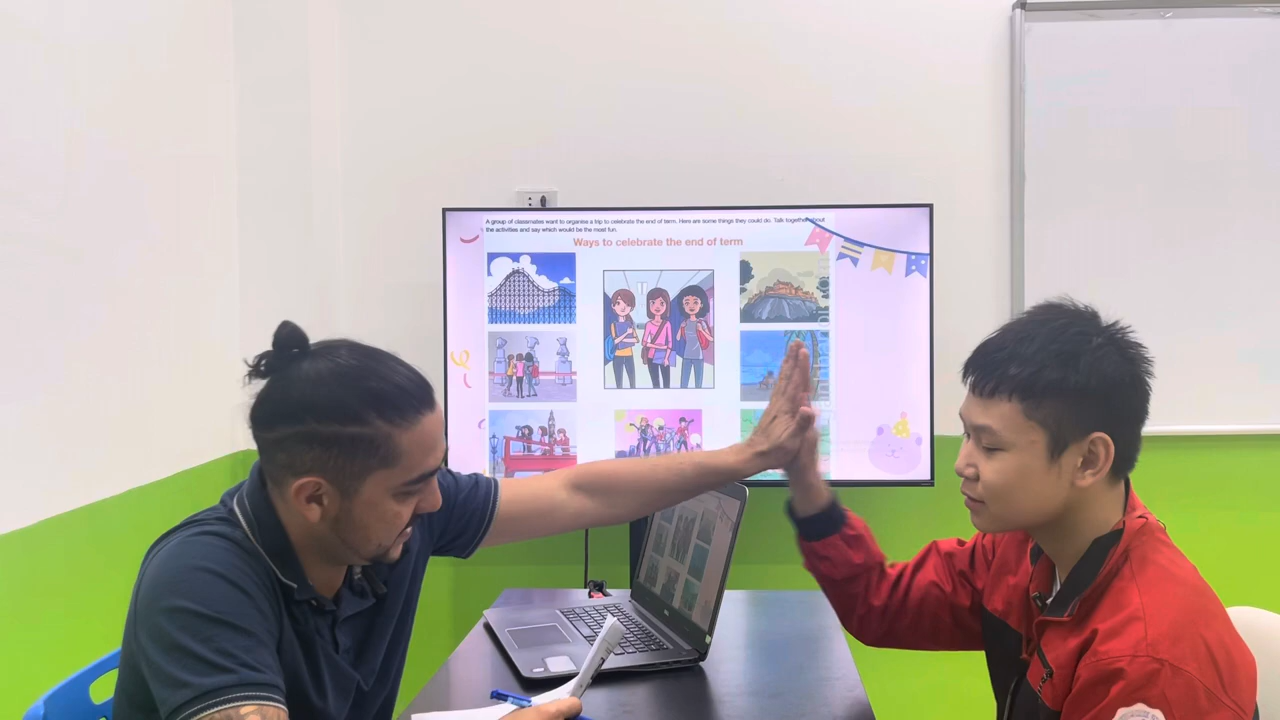 A group of classmates want to organise a trip to celebrate the end of term. Here are some things they could do. Talk together about
the activities and say which would be the most fun.
Ways to celebrate the end of term